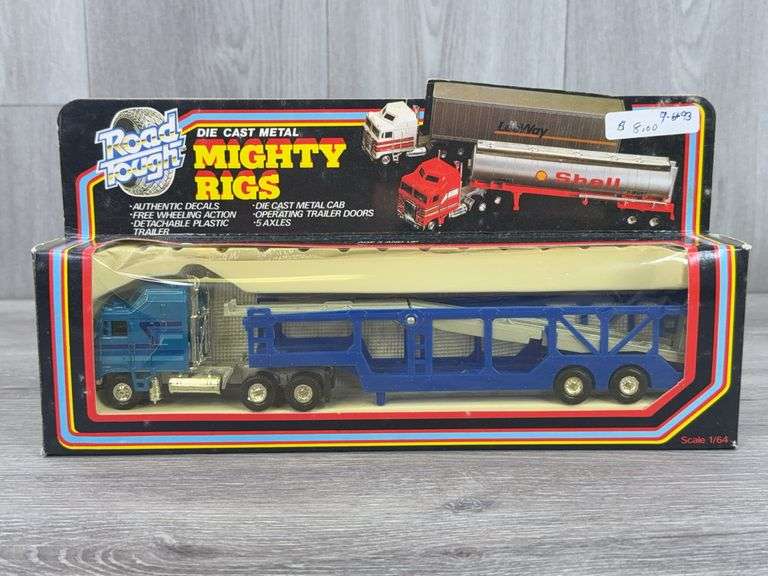 Road
Tough
DIE CAST METAL
MIGHTY
RIGS
·AUTHENTIC DECALS
·FREE WHEELING ACTION
·DETACHABLE PLASTIC
TRAILER
·DIE CAST METAL CAB
·OPERATING TRAILER DOORS
·5 AXLES
Way
Shell
8,00
Scale 1/64